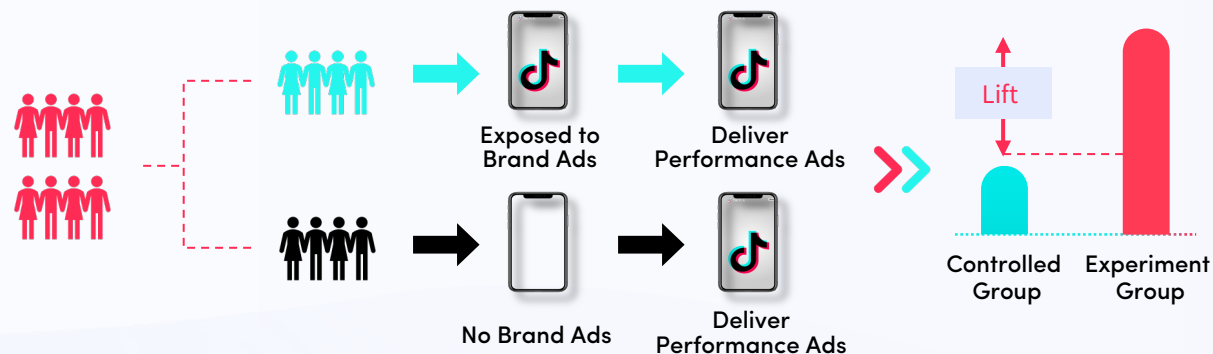 Exposed to
Brand Ads
Deliver
Performance Ads
No Brand Ads
Deliver
Performance Ads
Lift
Controlled
Group
Experiment
Group